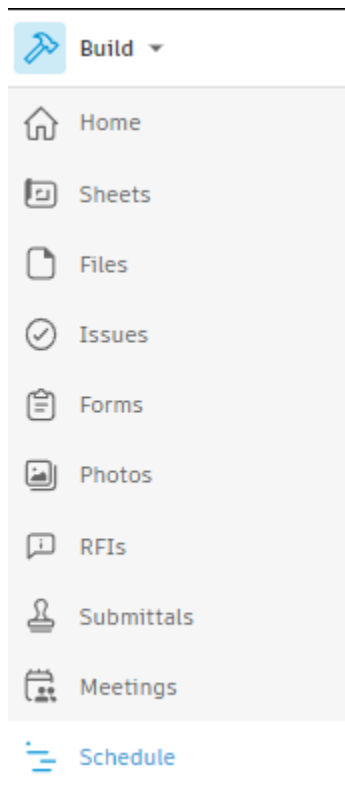 Build
Home
Sheets
Files
Issues
Forms
Photos
RFIs
Submittals
Meetings
Schedule